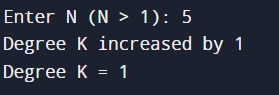 Enter N (N > 1): 5
Degree K increased by 1
Degree K = 1